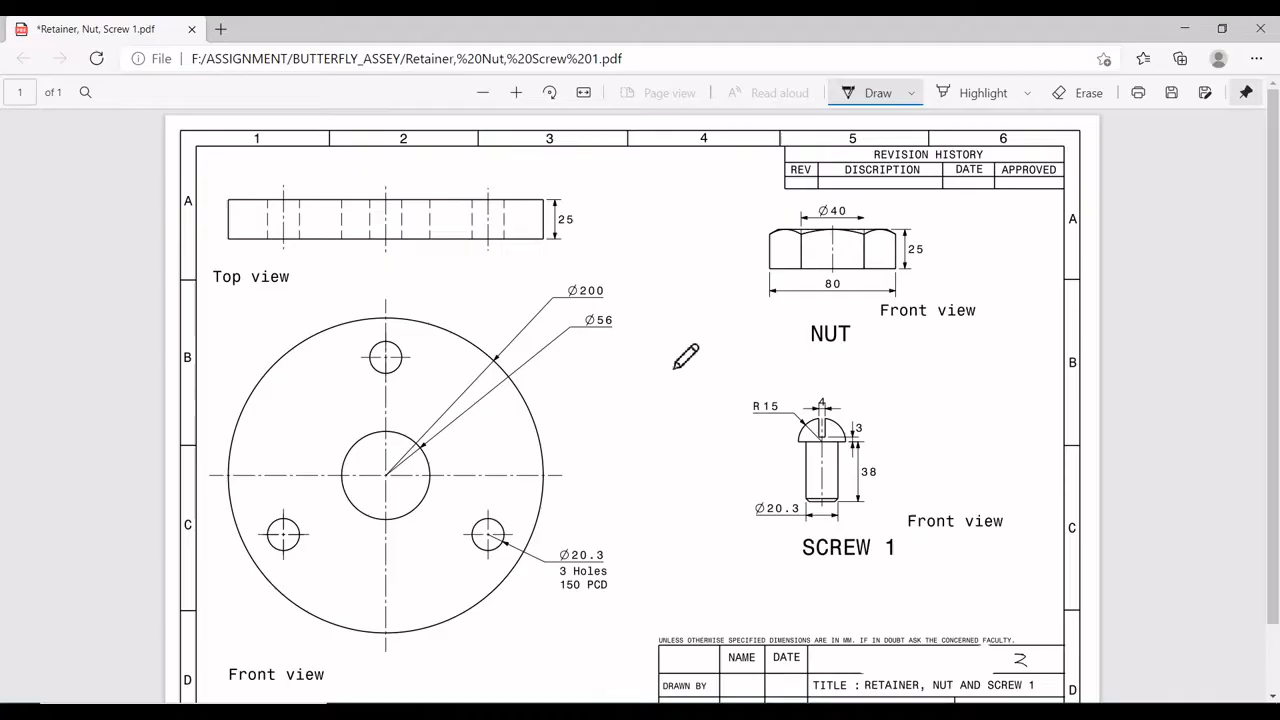 *Retainer, Nut, Screw 1.pdf
File F:/ASSIGNMENT/BUTTERFLY_ASSEY/Retainer,%20Nut,%20Screw%201.pdf
1 of 1 Page view Read aloud Draw Highlight Erase
1 2 3 4 5 6
REVISION HISTORY
REV DISCRIPTION DATE APPROVED
A
25
Top view
A
Ø40
25
80
Front view
NUT
Ø200
Ø56
B
B
R15
4
3
38
Ø20.3
Front view
SCREW 1
C
C
Ø20.3
3 Holes
150 PCD
Front view
D
UNLESS OTHERWISE SPECIFIED DIMENSIONS ARE IN MM. IF IN DOUBT ASK THE CONCERNED FACULTY.
NAME DATE
DRAWN BY TITLE : RETAINER, NUT AND SCREW 1
D